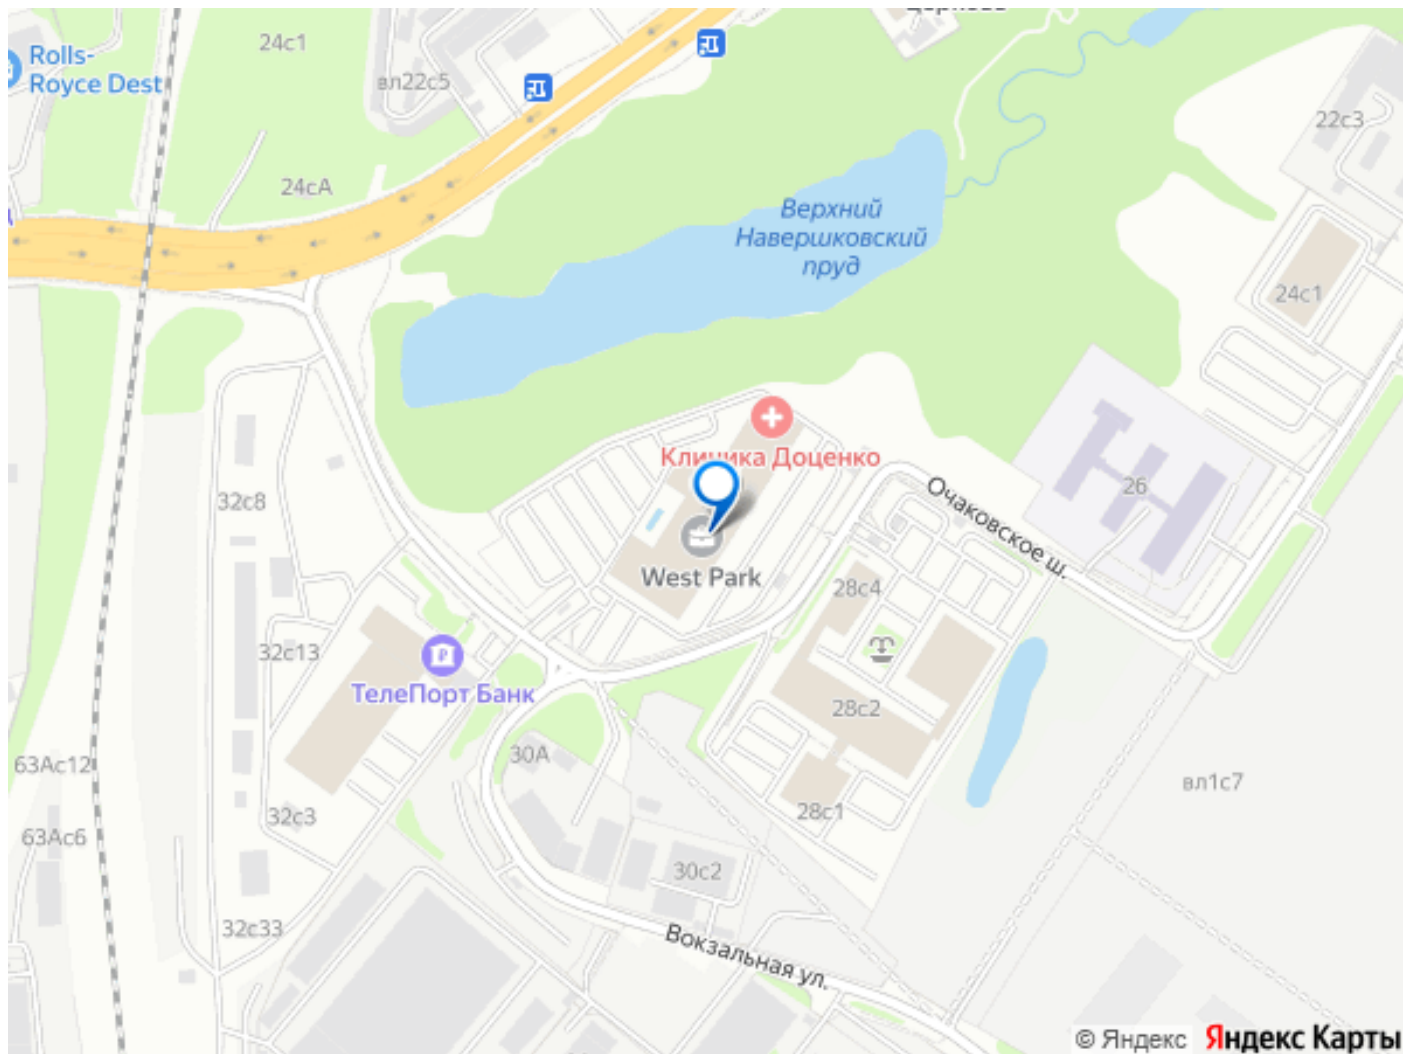 24с1
Rolls-
Royce Dest
вл22с5
22с3
24сА
Верхний
Навершковский
пруд
24с1
Клиника Доценко
26
Очаковское ш.
32с8
West Park
28с4
32с13
ТелеПорт Банк
28с2
30А
63Ас12
вл1с7
28с1
32с3
63Ас6
30с2
32с33
Вокзальная ул.
© Яндекс
Яндекс Карты